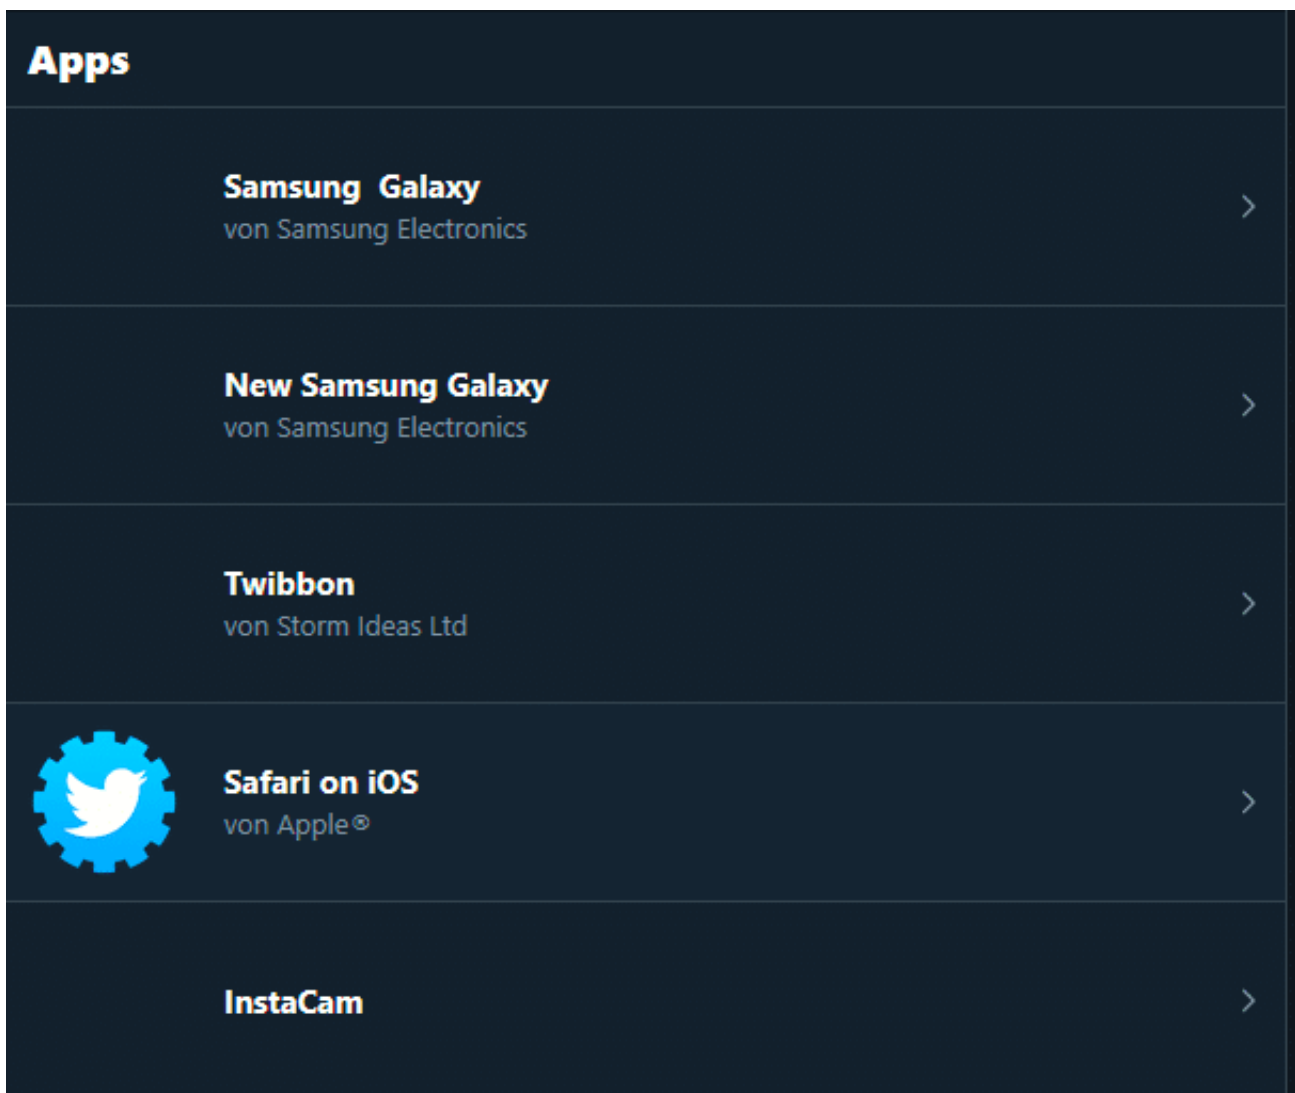 Apps
Samsung  Galaxy
von Samsung Electronics
New Samsung Galaxy
von Samsung Electronics
Twibbon
von Storm Ideas Ltd
Safari on iOS
von Apple®
InstaCam